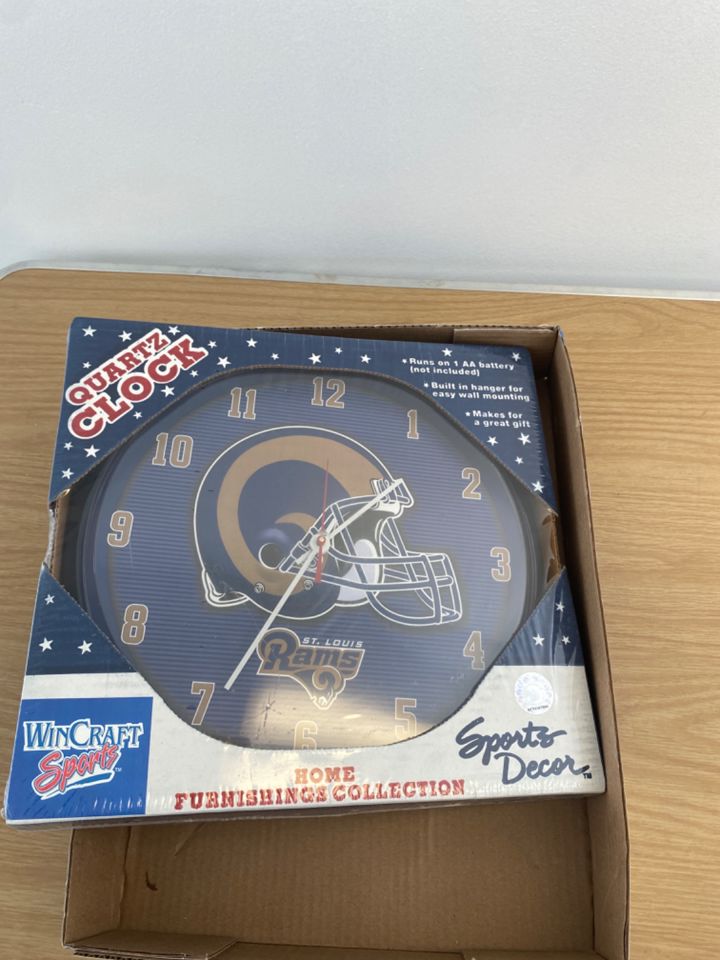 QUARTZ
CLOCK
★Runs on 1 AA battery
(not included)
★Built in hanger for
easy wall mounting
★Makes for
a great gift
12
11
1
10
2
9
3
8
4
7
5
6
ST. LOUIS
Rams
WINCRAFT
Sports™
Sports
Decor™
HOME
FURNISHINGS COLLECTION